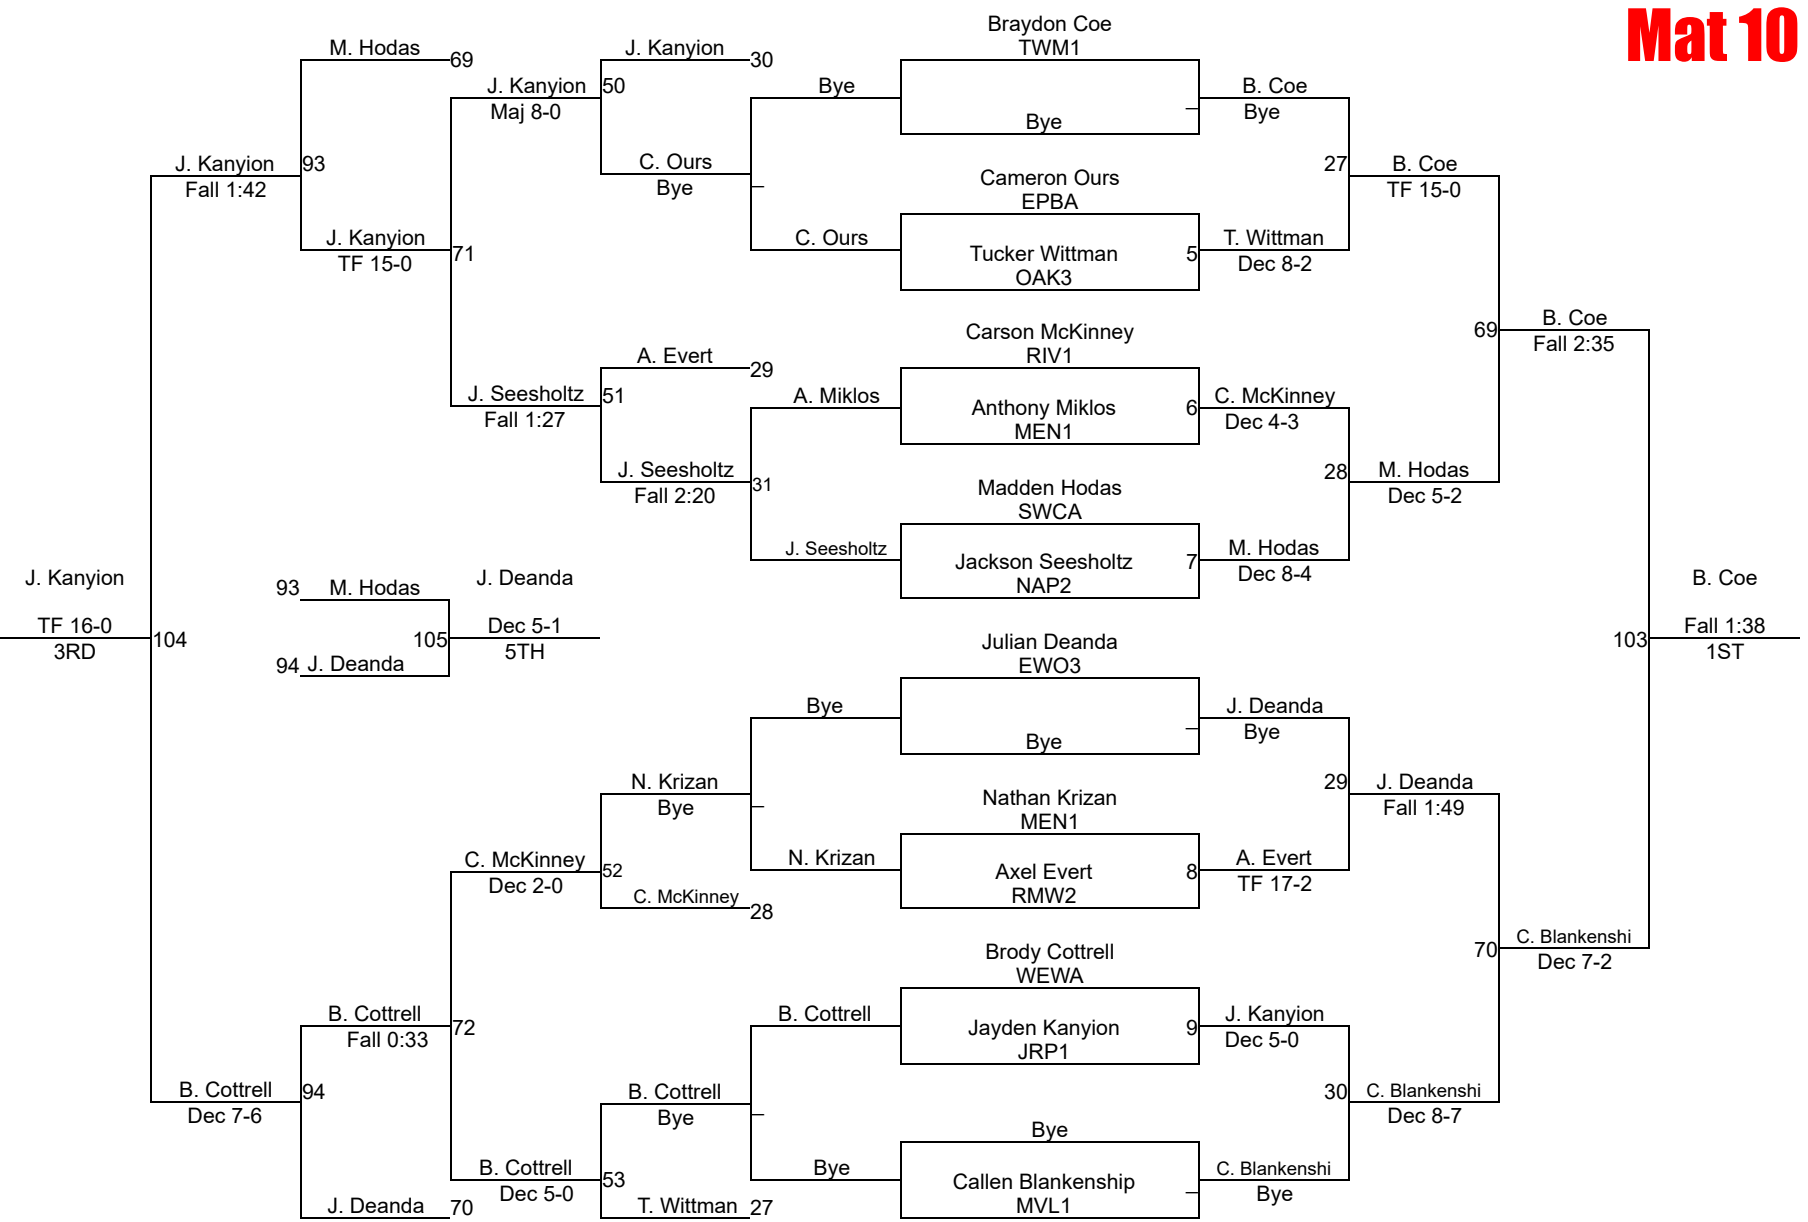 Mat 10
Braydon Coe
TWM1
Bye
B. Coe
Bye
Cameron Ours
EPBA
Tucker Wittman
OAK3
5
T. Wittman
Dec 8-2
27
B. Coe
TF 15-0
Carson McKinney
RIV1
Anthony Miklos
MEN1
6
C. McKinney
Dec 4-3
Madden Hodas
SWCA
Jackson Seesholtz
NAP2
7
M. Hodas
Dec 8-4
28
M. Hodas
Dec 5-2
69
B. Coe
Fall 2:35
Julian Deanda
EWO3
Bye
J. Deanda
Bye
Nathan Krizan
MEN1
Axel Evert
RMW2
8
A. Evert
TF 17-2
29
J. Deanda
Fall 1:49
Brody Cottrell
WEWA
Jayden Kanyion
JRP1
9
J. Kanyion
Dec 5-0
Bye
Callen Blankenship
MVL1
C. Blankenshi
Bye
30
C. Blankenshi
Dec 8-7
70
C. Blankenshi
Dec 7-2
103
B. Coe
Fall 1:38
1ST
Bye
C. Ours
C. Ours
Bye
J. Kanyion
30
50
J. Kanyion
Maj 8-0
A. Miklos
J. Seesholtz
31
J. Seesholtz
Fall 2:20
A. Evert
29
51
J. Seesholtz
Fall 1:27
71
J. Kanyion
TF 15-0
M. Hodas
69
93
J. Kanyion
Fall 1:42
Bye
N. Krizan
N. Krizan
Bye
C. McKinney
28
52
C. McKinney
Dec 2-0
B. Cottrell
Bye
B. Cottrell
Bye
T. Wittman
27
53
B. Cottrell
Dec 5-0
72
B. Cottrell
Fall 0:33
J. Deanda
70
94
B. Cottrell
Dec 7-6
104
J. Kanyion
TF 16-0
3RD
93
M. Hodas
94
J. Deanda
105
J. Deanda
Dec 5-1
5TH